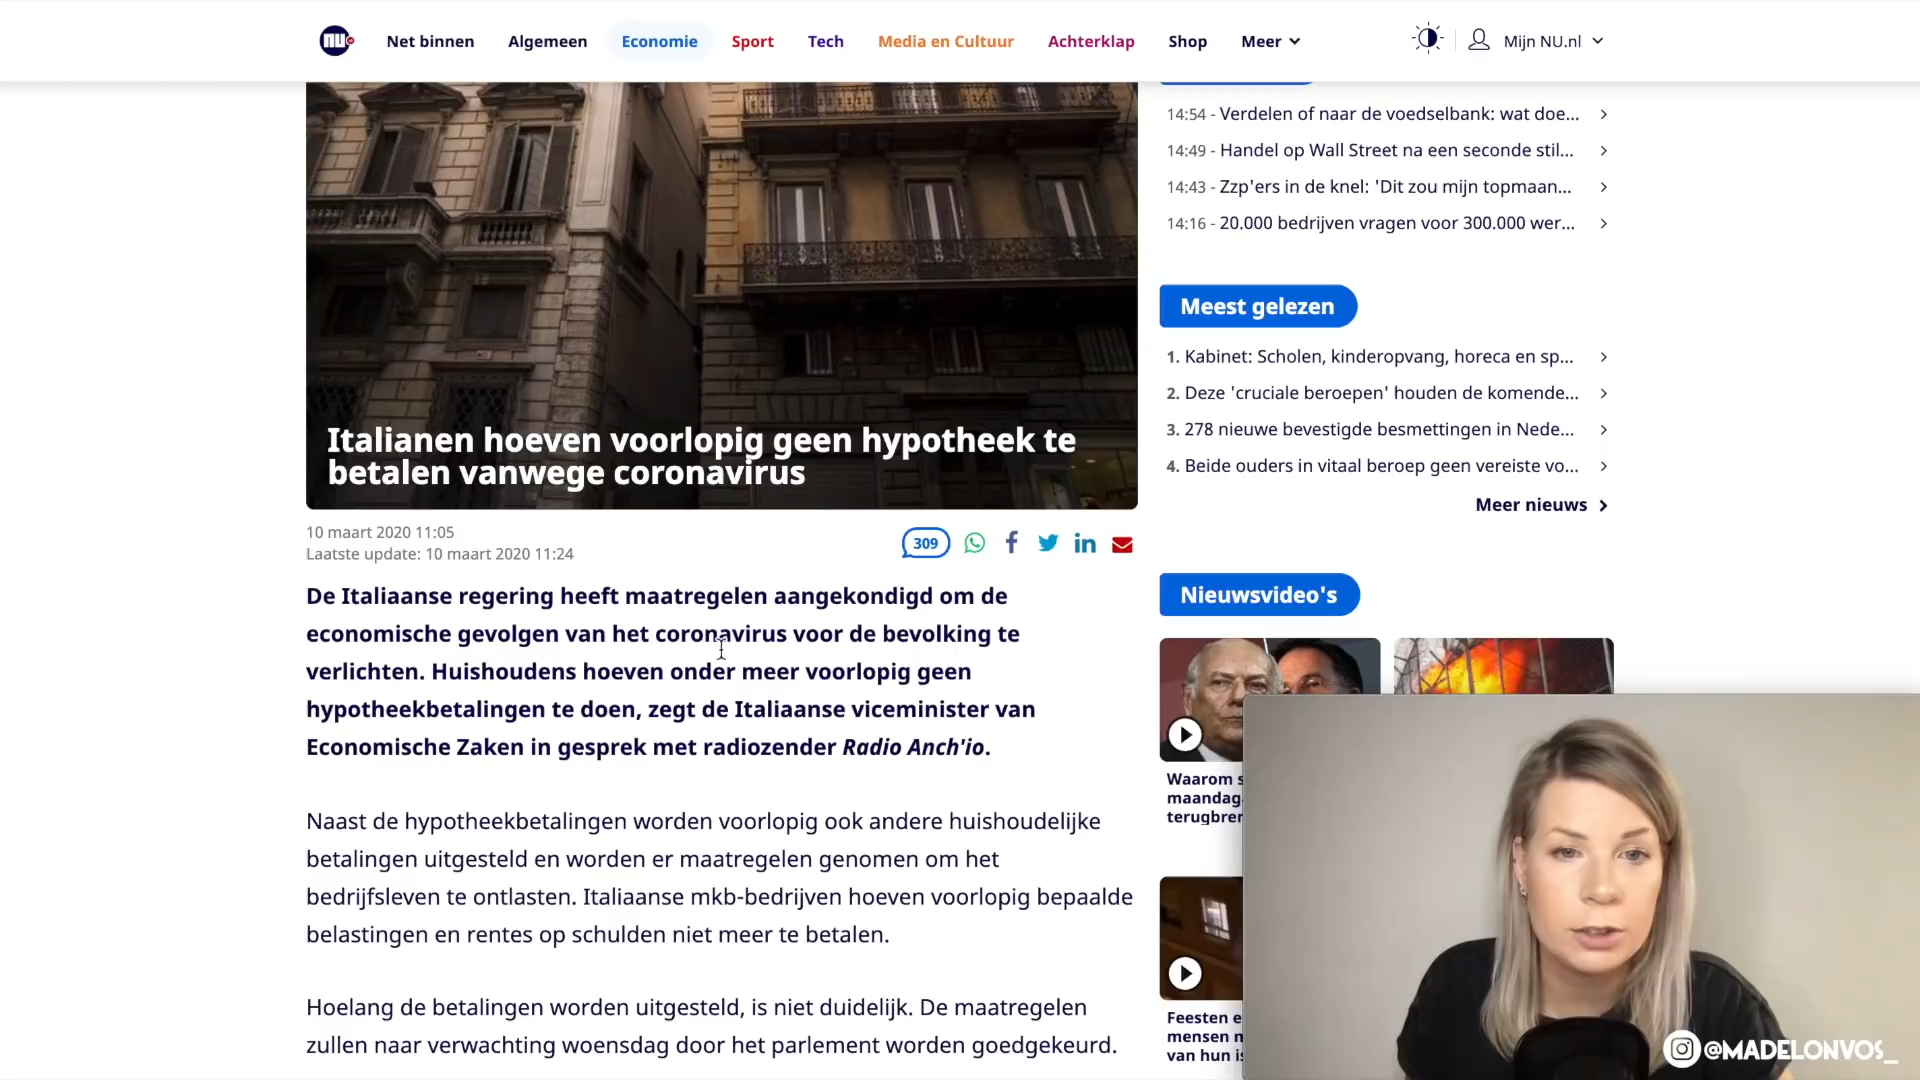 NU
Net binnen
Algemeen
Economie
Sport
Tech
Media en Cultuur
Achterklap
Shop
Meer
Mijn NU.nl
Italianen hoeven voorlopig geen hypotheek te
betalen vanwege coronavirus
10 maart 2020 11:05
Laatste update: 10 maart 2020 11:24
309
De Italiaanse regering heeft maatregelen aangekondigd om de
economische gevolgen van het coronavirus voor de bevolking te
verlichten. Huishoudens hoeven onder meer voorlopig geen
hypotheekbetalingen te doen, zegt de Italiaanse viceminister van
Economische Zaken in gesprek met radiozender Radio Anch'io.
Naast de hypotheekbetalingen worden voorlopig ook andere huishoudelijke
betalingen uitgesteld en worden er maatregelen genomen om het
bedrijfsleven te ontlasten. Italiaanse mkb-bedrijven hoeven voorlopig bepaalde
belastingen en rentes op schulden niet meer te betalen.
Hoelang de betalingen worden uitgesteld, is niet duidelijk. De maatregelen
zullen naar verwachting woensdag door het parlement worden goedgekeurd.
14:54 - Verdelen of naar de voedselbank: wat doe...
14:49 - Handel op Wall Street na een seconde stil...
14:43 - Zzp'ers in de knel: 'Dit zou mijn topmaan...
14:16 - 20.000 bedrijven vragen voor 300.000 wer...
Meest gelezen
1. Kabinet: Scholen, kinderopvang, horeca en sp...
2. Deze 'cruciale beroepen' houden de komende...
3. 278 nieuwe bevestigde besmettingen in Nede...
4. Beide ouders in vitaal beroep geen vereiste vo...
Meer nieuws
Nieuwsvideo's
Waarom
maandag
Feesten
mensen
van hun
@MADELONVOS_